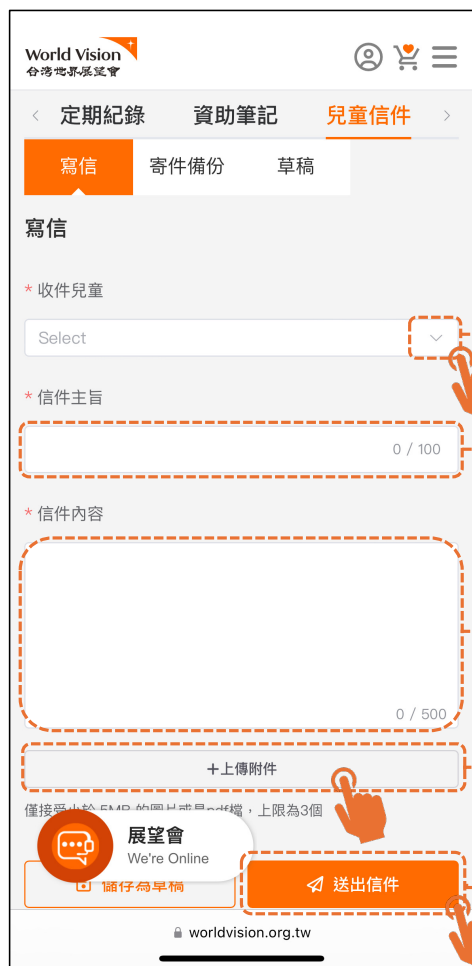 World Vision
台湾世界展望會
定期紀錄 資助筆記 兒童信件
寫信 寄件備份 草稿
寫信
* 收件兒童
Select
* 信件主旨
0 / 100
* 信件內容
0 / 500
+上傳附件
僅接受小於 5MB 的圖片或是pdf檔，上限為3個
展望會
We're Online
儲存為草稿 送出信件
worldvision.org.tw